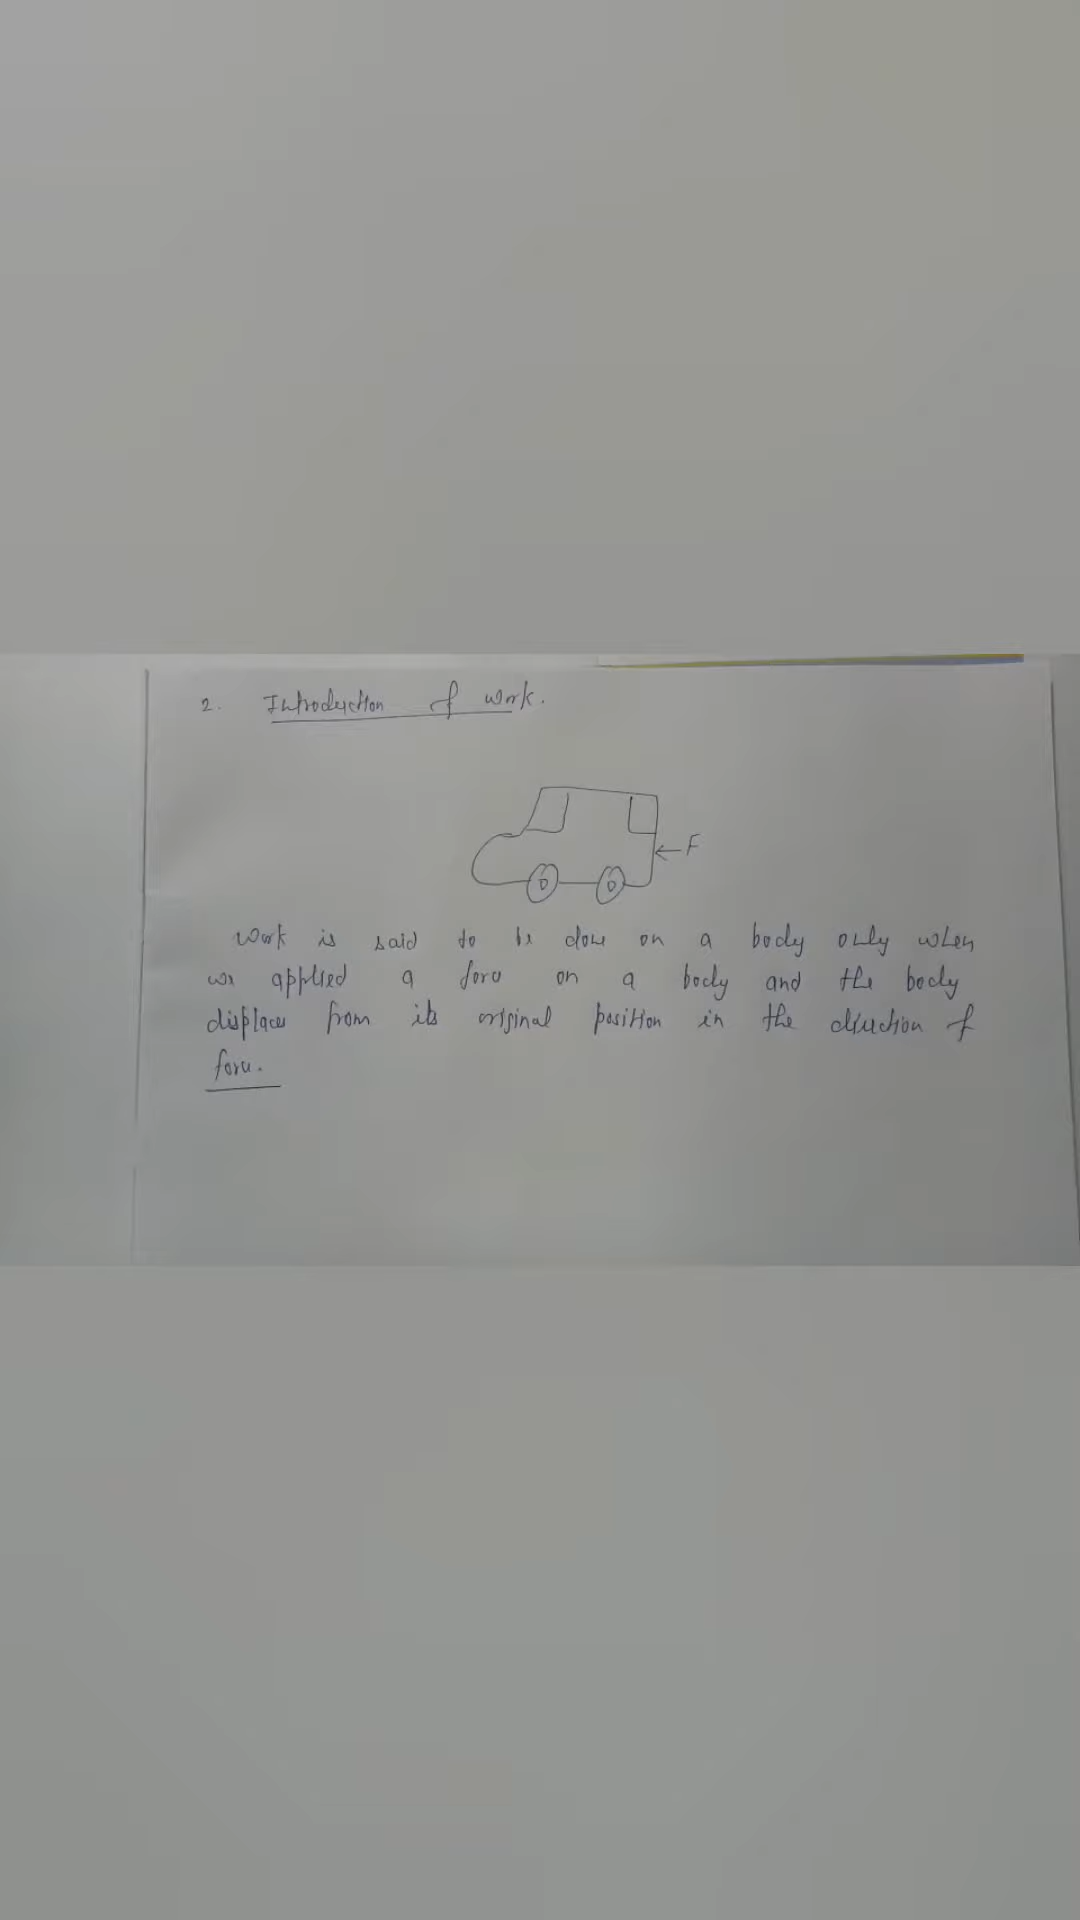 2. Introduction of work.
← F
Work is said to be done on a body only when
we applied a force on a body and the body
displaces from its original position in the direction of
force.